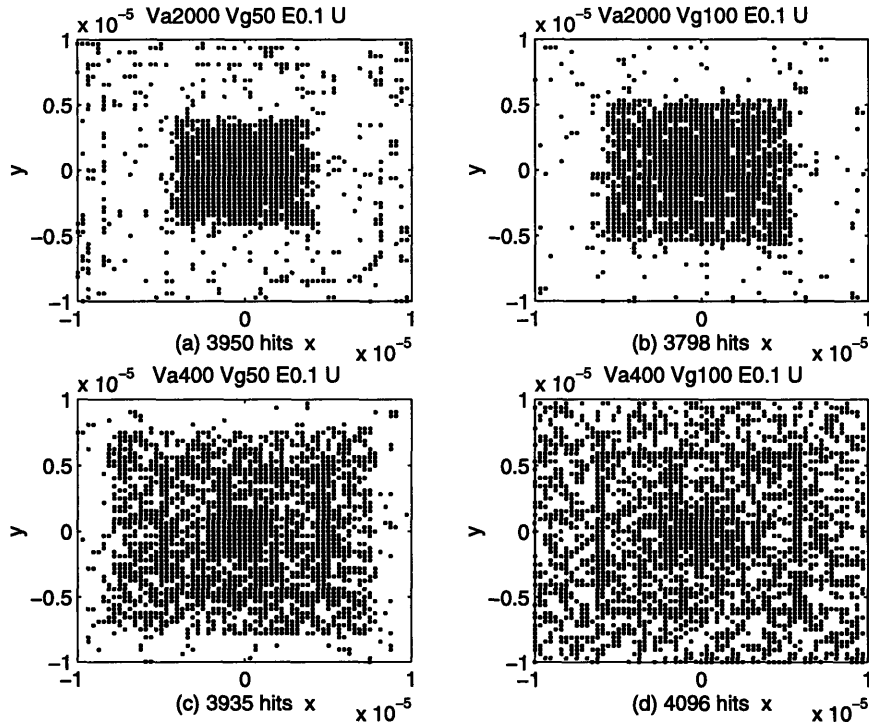 x 10⁻⁵ Va2000 Vg50 E0.1 U
1
0.5
0
−0.5
−1
y
−1 0 1
(a) 3950 hits x
x 10⁻⁵
x 10⁻⁵ Va2000 Vg100 E0.1 U
1
0.5
0
−0.5
−1
y
−1 0 1
(b) 3798 hits x
x 10⁻⁵
x 10⁻⁵ Va400 Vg50 E0.1 U
1
0.5
0
−0.5
−1
y
−1 0 1
(c) 3935 hits x
x 10⁻⁵
x 10⁻⁵ Va400 Vg100 E0.1 U
1
0.5
0
−0.5
−1
y
−1 0 1
(d) 4096 hits x
x 10⁻⁵